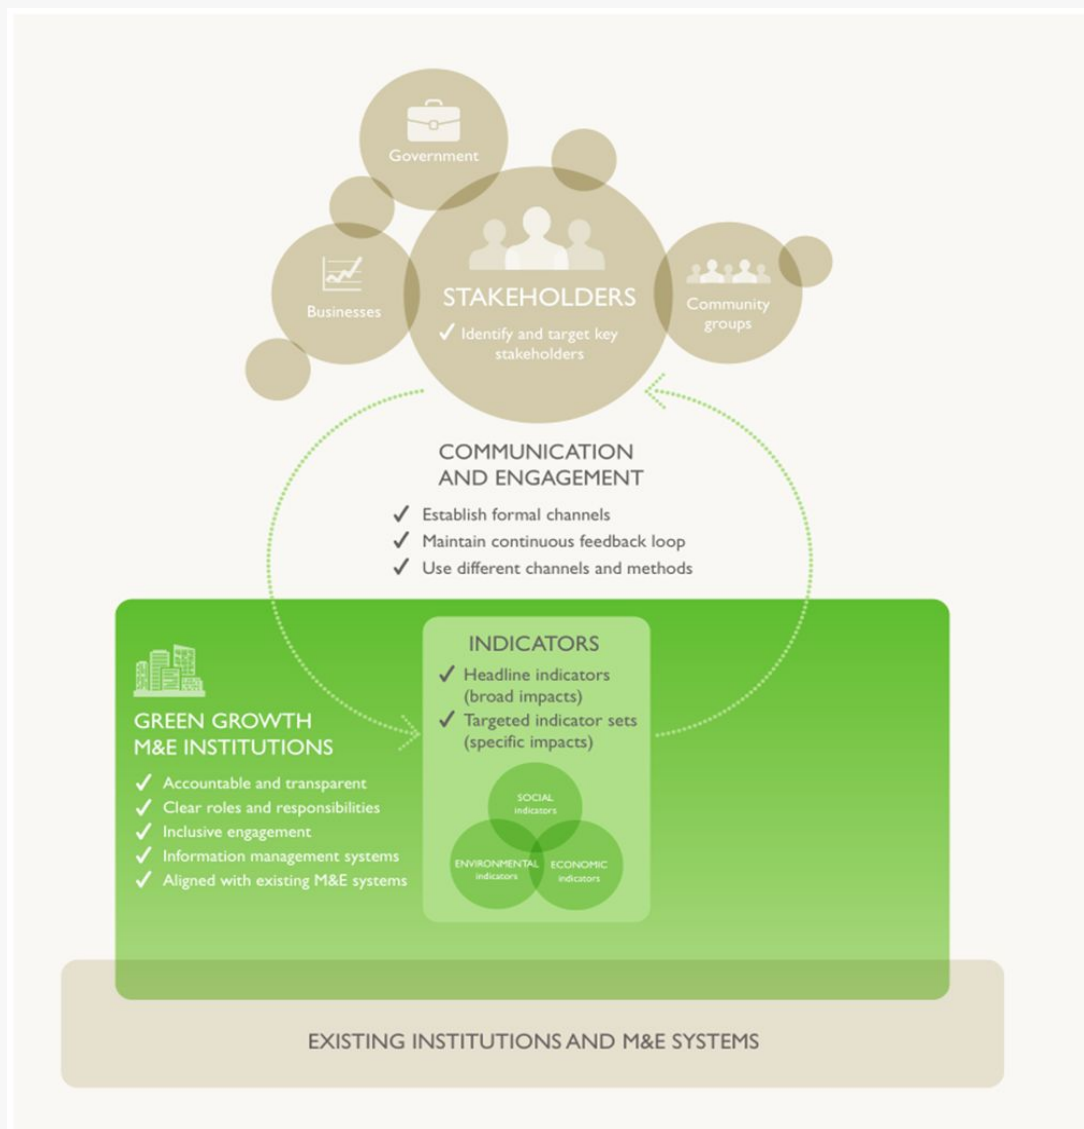 Government
STAKEHOLDERS
✓ Identify and target key
stakeholders
Businesses
Community
groups
COMMUNICATION
AND ENGAGEMENT
✓ Establish formal channels
✓ Maintain continuous feedback loop
✓ Use different channels and methods
GREEN GROWTH
M&E INSTITUTIONS
✓ Accountable and transparent
✓ Clear roles and responsibilities
✓ Inclusive engagement
✓ Information management systems
✓ Aligned with existing M&E systems
INDICATORS
✓ Headline indicators
(broad impacts)
✓ Targeted indicator sets
(specific impacts)
SOCIAL
indicators
ENVIRONMENTAL
indicators
ECONOMIC
indicators
EXISTING INSTITUTIONS AND M&E SYSTEMS